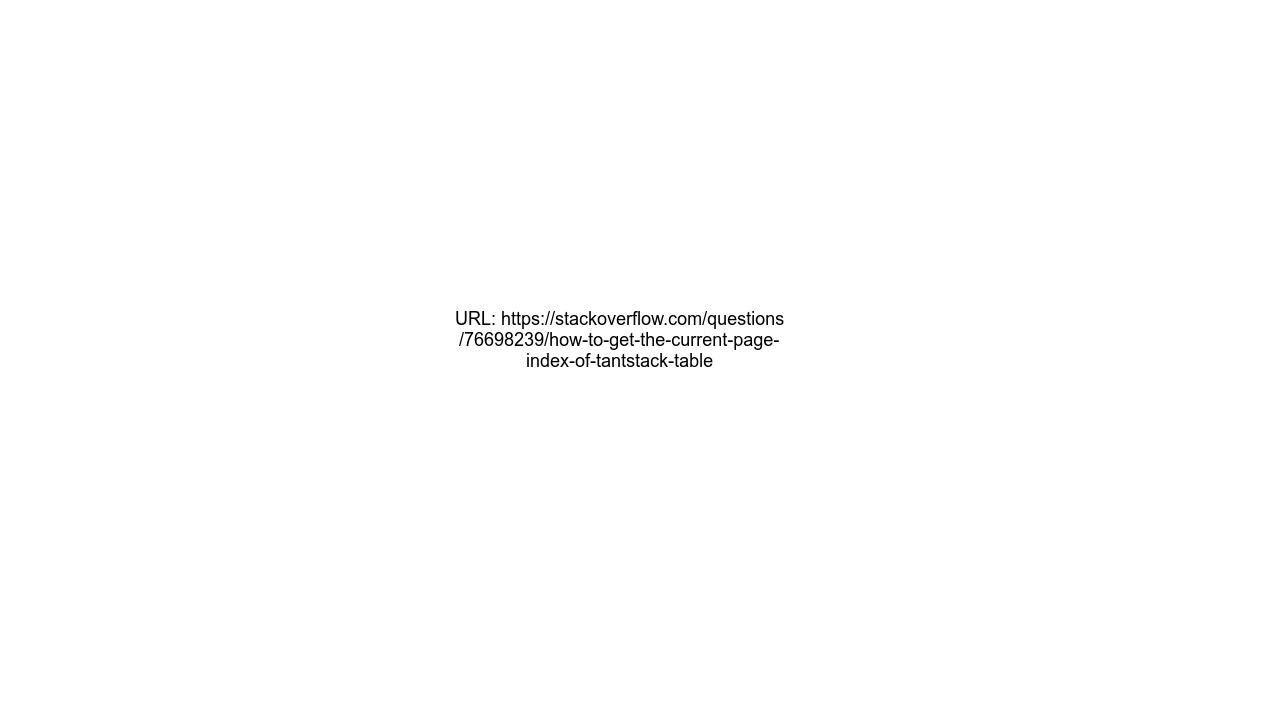 URL: https://stackoverflow.com/questions
/76698239/how-to-get-the-current-page-
index-of-tantstack-table